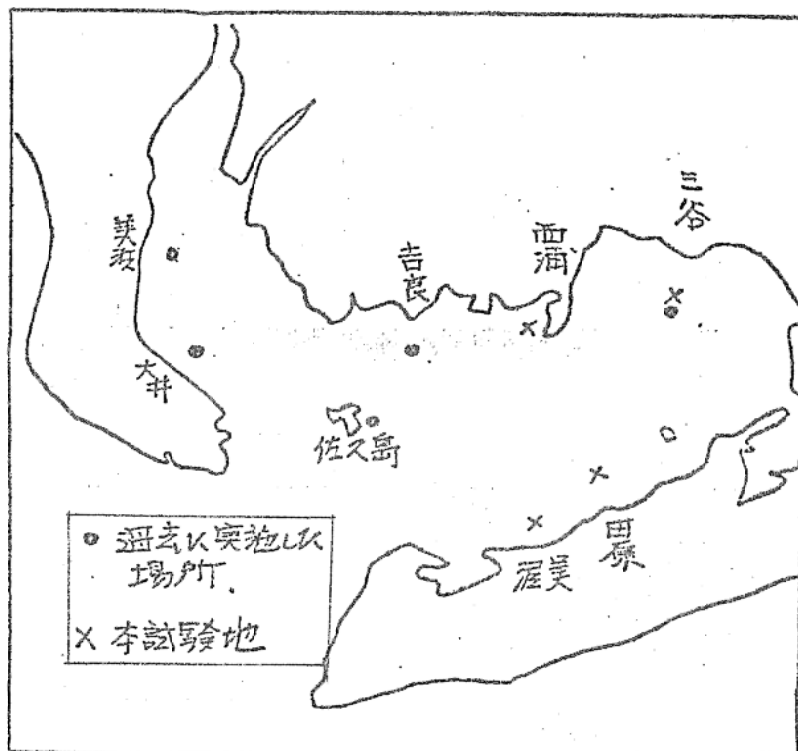 三谷
西浦
吉良
美浜
大井
佐久島
田原
渥美
● 過去に実施した
場所.
× 本試験地